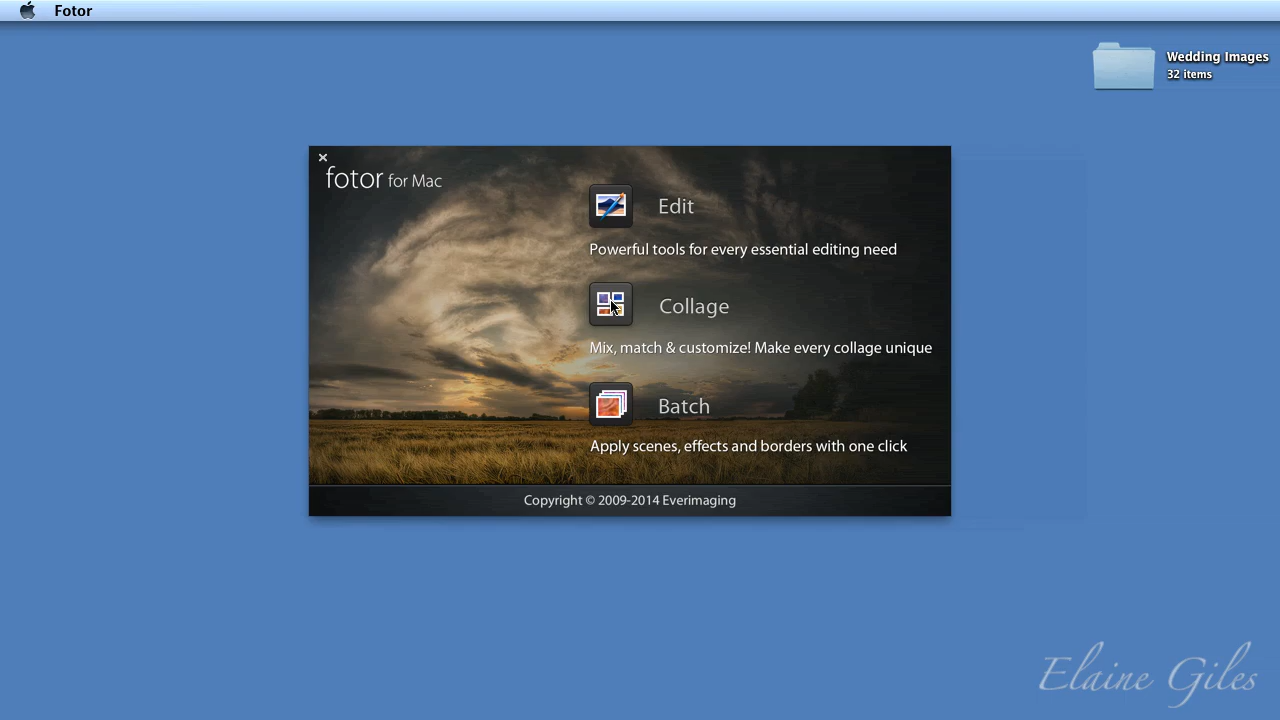 Fotor
Wedding Images
32 items
fotor for Mac
Edit
Powerful tools for every essential editing need
Collage
Mix, match & customize! Make every collage unique
Batch
Apply scenes, effects and borders with one click
Copyright © 2009-2014 Everimaging
Elaine Giles